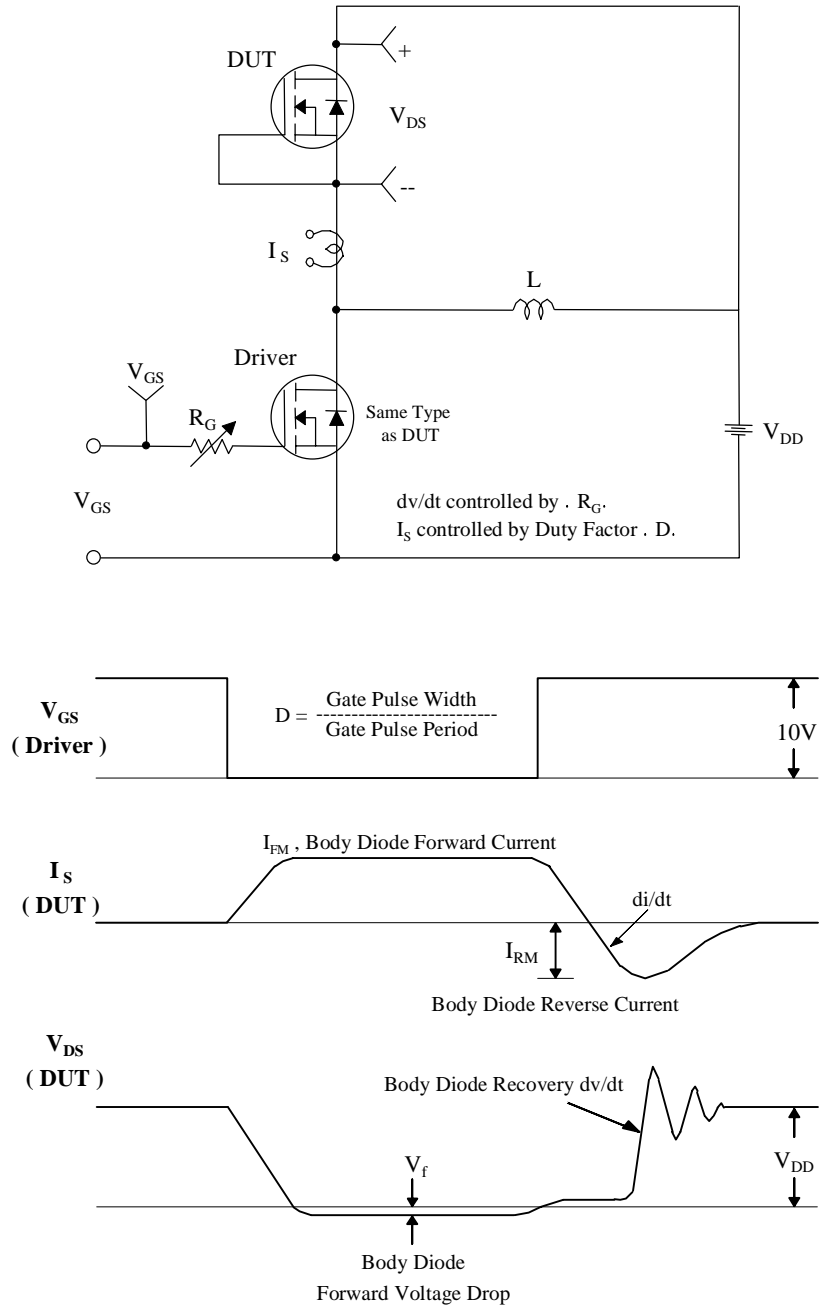 DUT
+
V_DS
--
I_S
L
Driver
V_GS
R_G
Same Type
as DUT
V_DD
V_GS
dv/dt controlled by . R_G.
I_S controlled by Duty Factor . D.
V_GS
( Driver )
D = Gate Pulse Width
--------------------------
Gate Pulse Period
10V
I_FM , Body Diode Forward Current
I_S
( DUT )
di/dt
I_RM
Body Diode Reverse Current
V_DS
( DUT )
Body Diode Recovery dv/dt
V_f
V_DD
Body Diode
Forward Voltage Drop